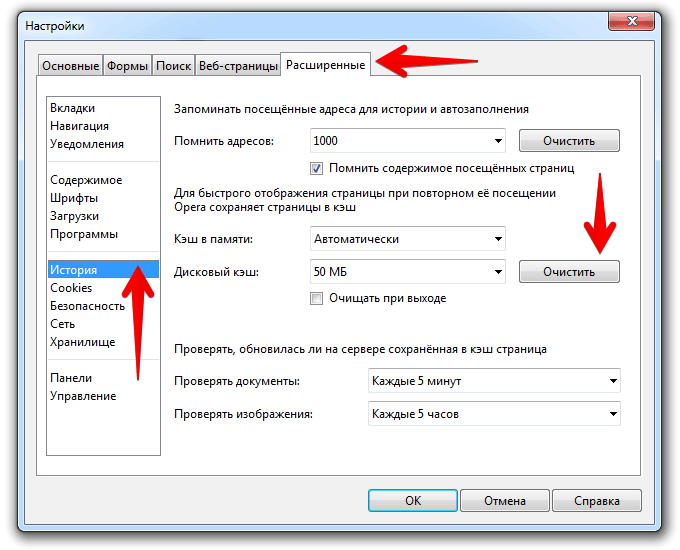 Настройки
Основные Формы Поиск Веб-страницы Расширенные
Вкладки
Навигация
Уведомления
Содержимое
Шрифты
Загрузки
Программы
История
Cookies
Безопасность
Сеть
Хранилище
Панели
Управление
Запоминать посещённые адреса для истории и автозаполнения
Помнить адресов: 1000 Очистить
Помнить содержимое посещённых страниц
Для быстрого отображения страницы при повторном её посещении
Opera сохраняет страницы в кэш
Кэш в памяти: Автоматически
Дисковый кэш: 50 МБ Очистить
Очищать при выходе
Проверять, обновилась ли на сервере сохранённая в кэш страница
Проверять документы: Каждые 5 минут
Проверять изображения: Каждые 5 часов
ОК Отмена Справка